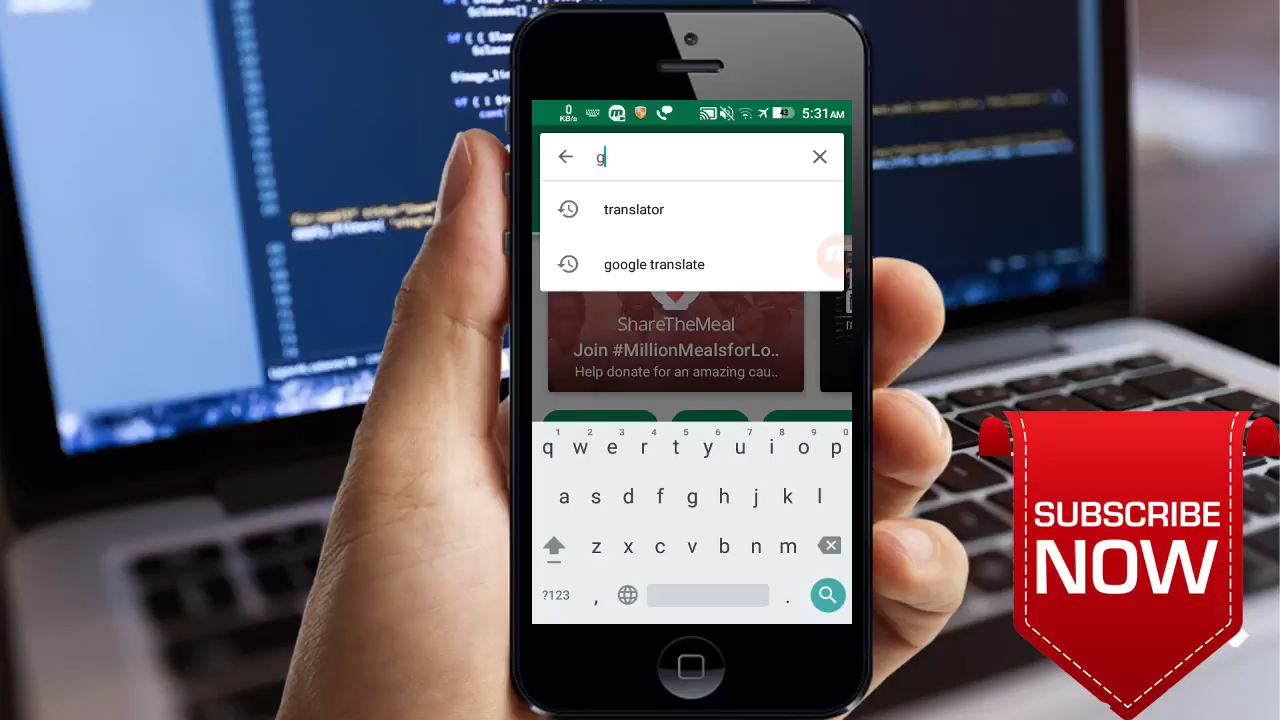 0
KB/s
5:31AM
g
translator
google translate
ShareTheMeal
Join #MillionMealsforLo..
Help donate for an amazing cau..
1 2 3 4 5 6 7 8 9 0
q w e r t y u i o p
a s d f g h j k l
z x c v b n m
?123 , .
SUBSCRIBE
NOW